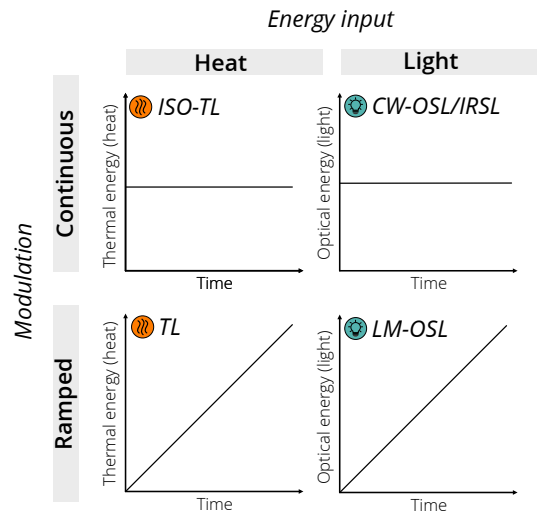 Energy input
Heat
Light
Modulation
Continuous
Thermal energy (heat)
ISO-TL
Time
Optical energy (light)
CW-OSL/IRSL
Time
Ramped
Thermal energy (heat)
TL
Time
Optical energy (light)
LM-OSL
Time